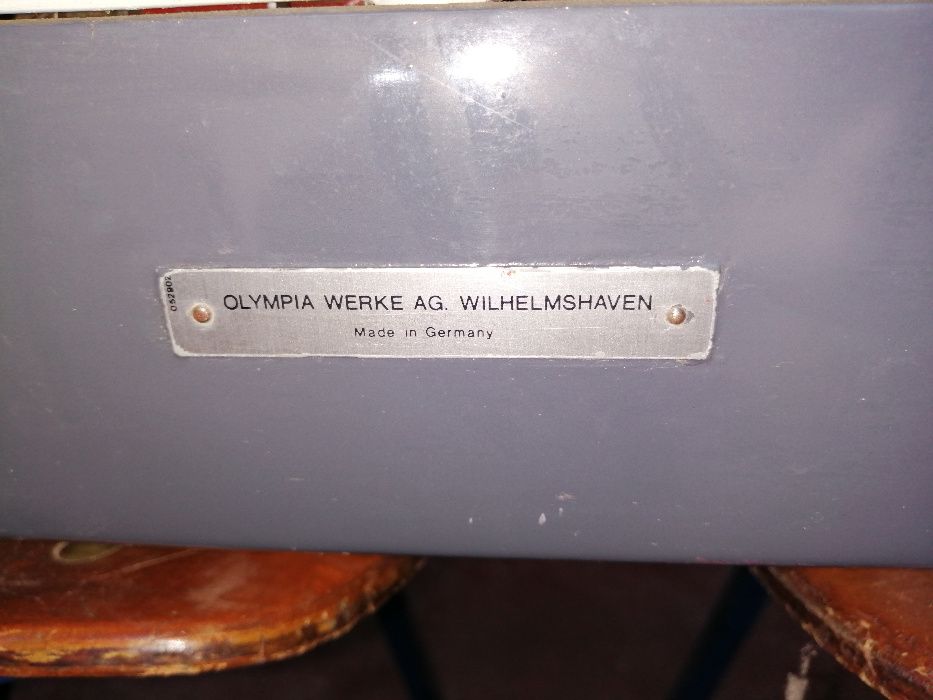 052902
OLYMPIA WERKE AG. WILHELMSHAVEN
Made in Germany